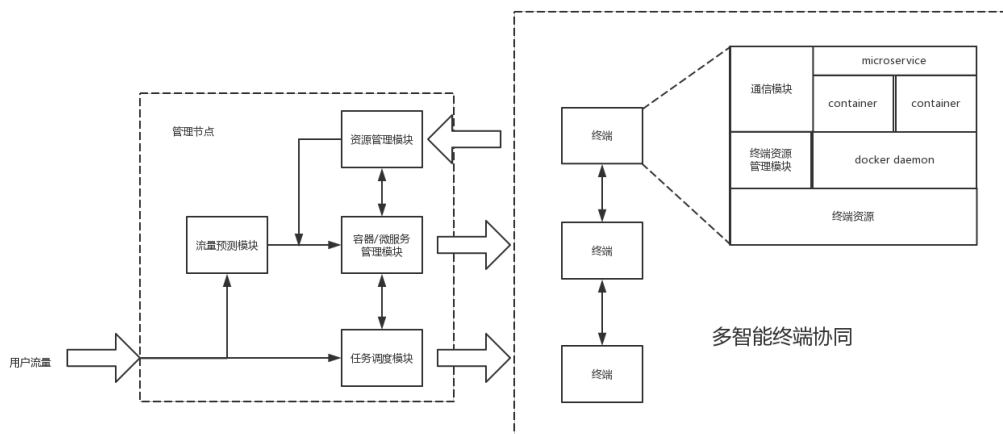 用户流量
管理节点
资源管理模块
流量预测模块
容器/微服务
管理模块
任务调度模块
终端
终端
终端
通信模块
microservice
container
container
终端资源
管理模块
docker daemon
终端资源
多智能终端协同